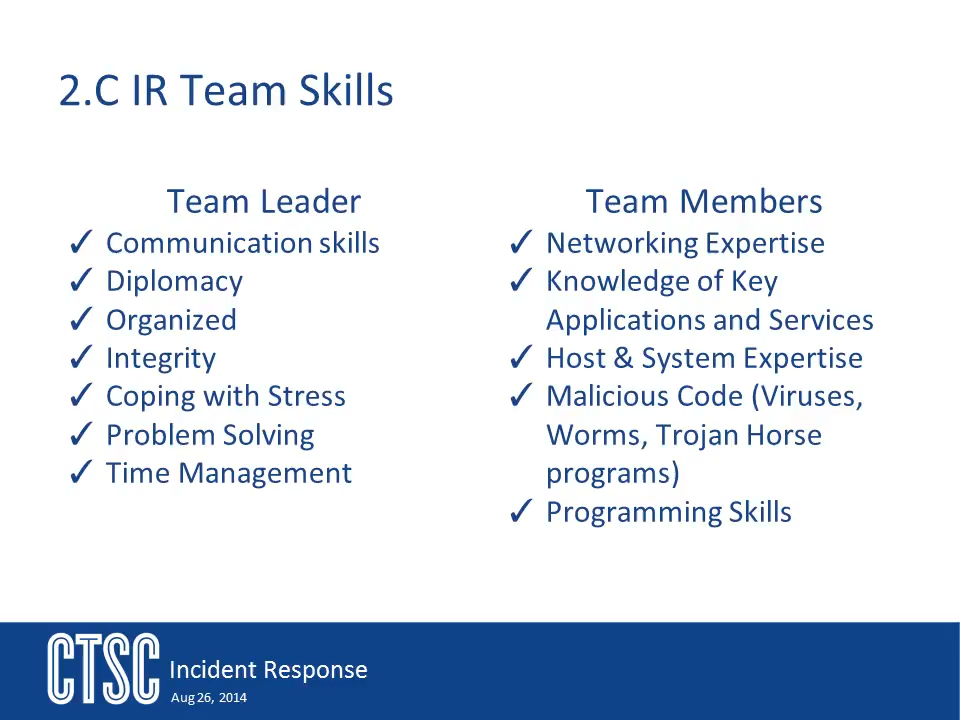 2.C IR Team Skills
Team Leader
✓ Communication skills
✓ Diplomacy
✓ Organized
✓ Integrity
✓ Coping with Stress
✓ Problem Solving
✓ Time Management
Team Members
✓ Networking Expertise
✓ Knowledge of Key
Applications and Services
✓ Host & System Expertise
✓ Malicious Code (Viruses,
Worms, Trojan Horse
programs)
✓ Programming Skills
CTSC
Incident Response
Aug 26, 2014